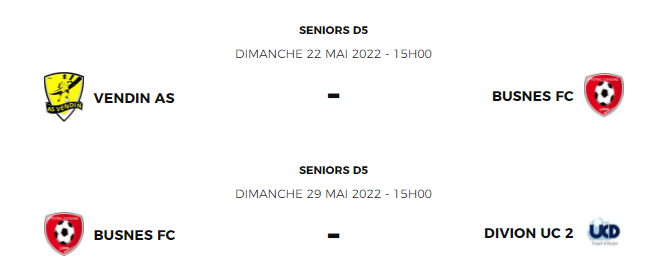 SENIORS D5
DIMANCHE 22 MAI 2022 - 15H00
AS VENDIN
VENDIN AS
-
BUSNES FC
SENIORS D5
DIMANCHE 29 MAI 2022 - 15H00
BUSNES FC
-
DIVION UC 2
UCD